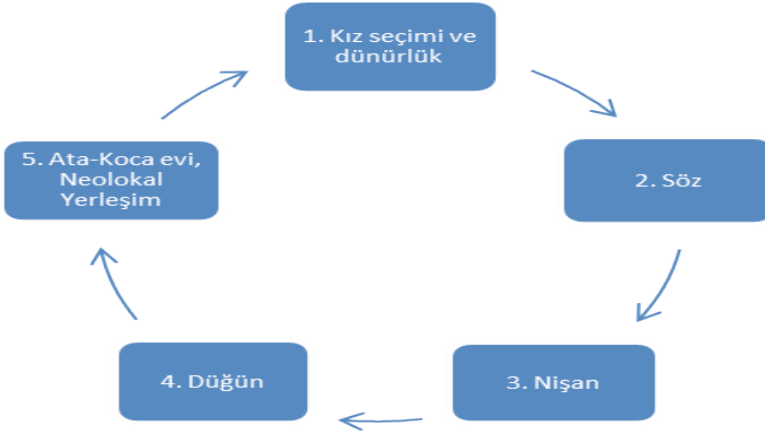 1. Kız seçimi ve
dünürlük
2. Söz
3. Nişan
4. Düğün
5. Ata-Koca evi,
Neolokal
Yerleşim